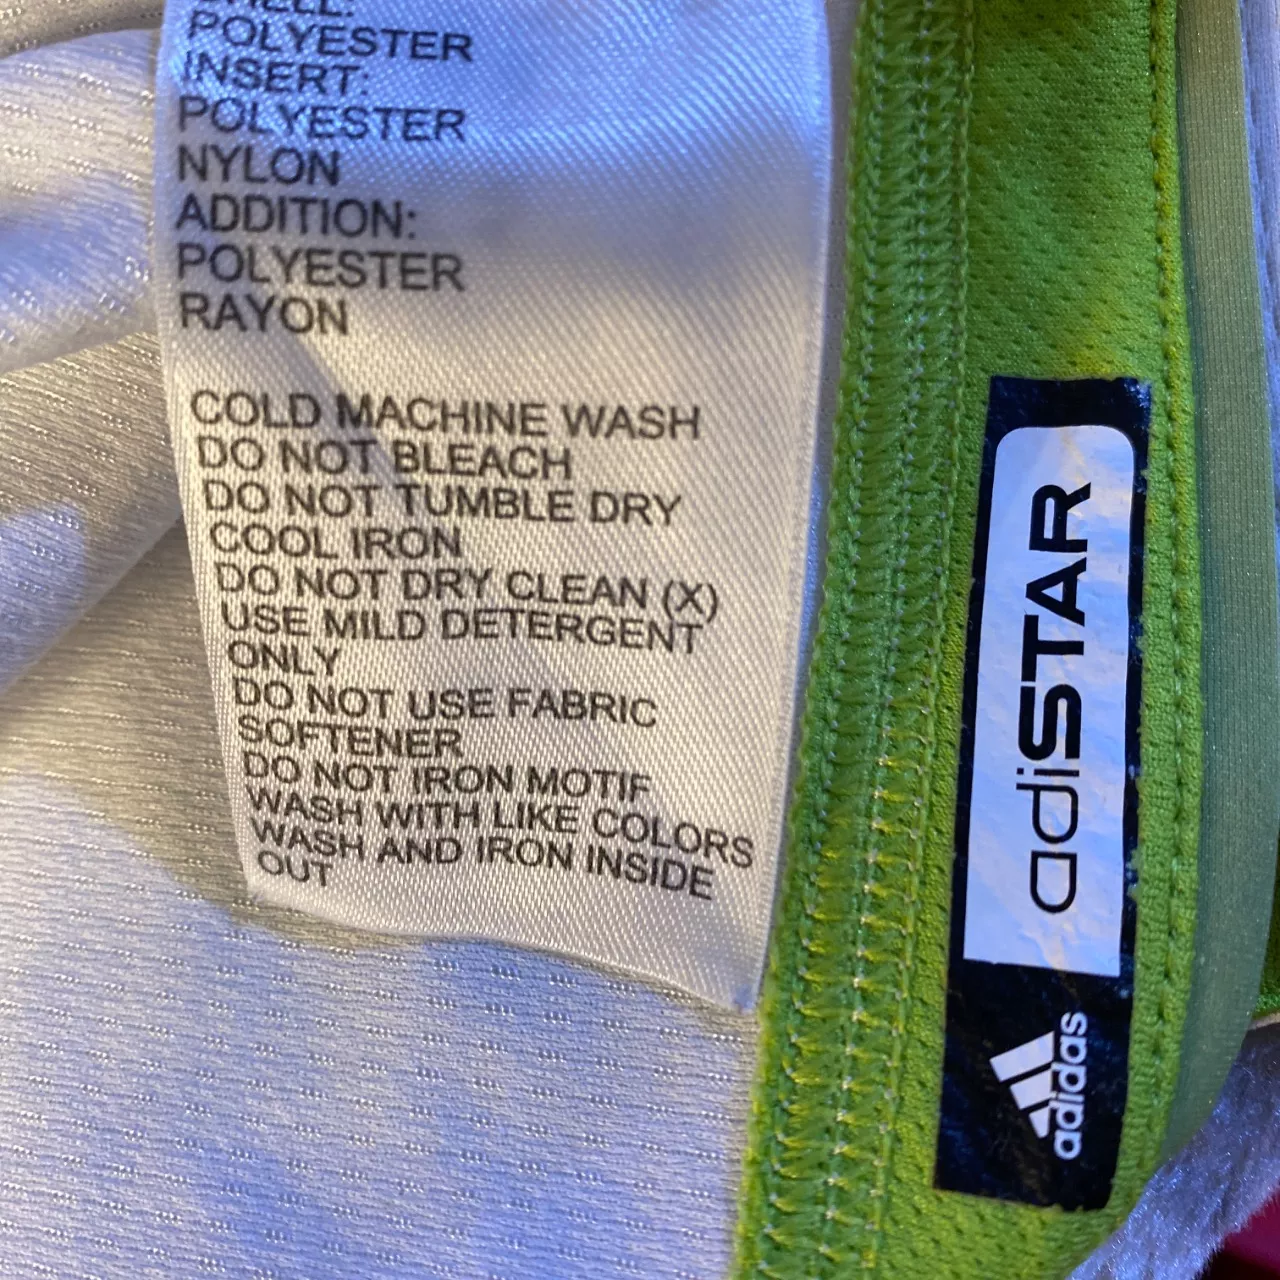 SHELL:
POLYESTER
INSERT:
POLYESTER
NYLON
ADDITION:
POLYESTER
RAYON
COLD MACHINE WASH
DO NOT BLEACH
DO NOT TUMBLE DRY
COOL IRON
DO NOT DRY CLEAN (X)
USE MILD DETERGENT
ONLY
DO NOT USE FABRIC
SOFTENER
DO NOT IRON MOTIF
WASH WITH LIKE COLORS
WASH AND IRON INSIDE
OUT
adiSTAR
adidas